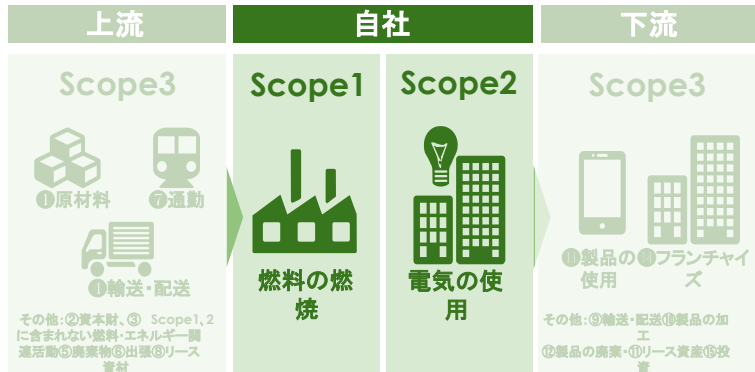 上流
自社
下流
Scope3
Scope1
Scope2
Scope3
❶原材料
❼通勤
❹輸送・配送
燃料の燃
焼
電気の使
用
⓫製品の
使用
⓮フランチャイ
ズ
その他:②資本財、③ Scope1、2
に含まれない燃料・エネルギー関
連活動⑤廃棄物⑥出張⑧リース
資材
その他:⑨輸送・配送⑩製品の加
工
⑫製品の廃棄・⑪リース資産⑮投
資